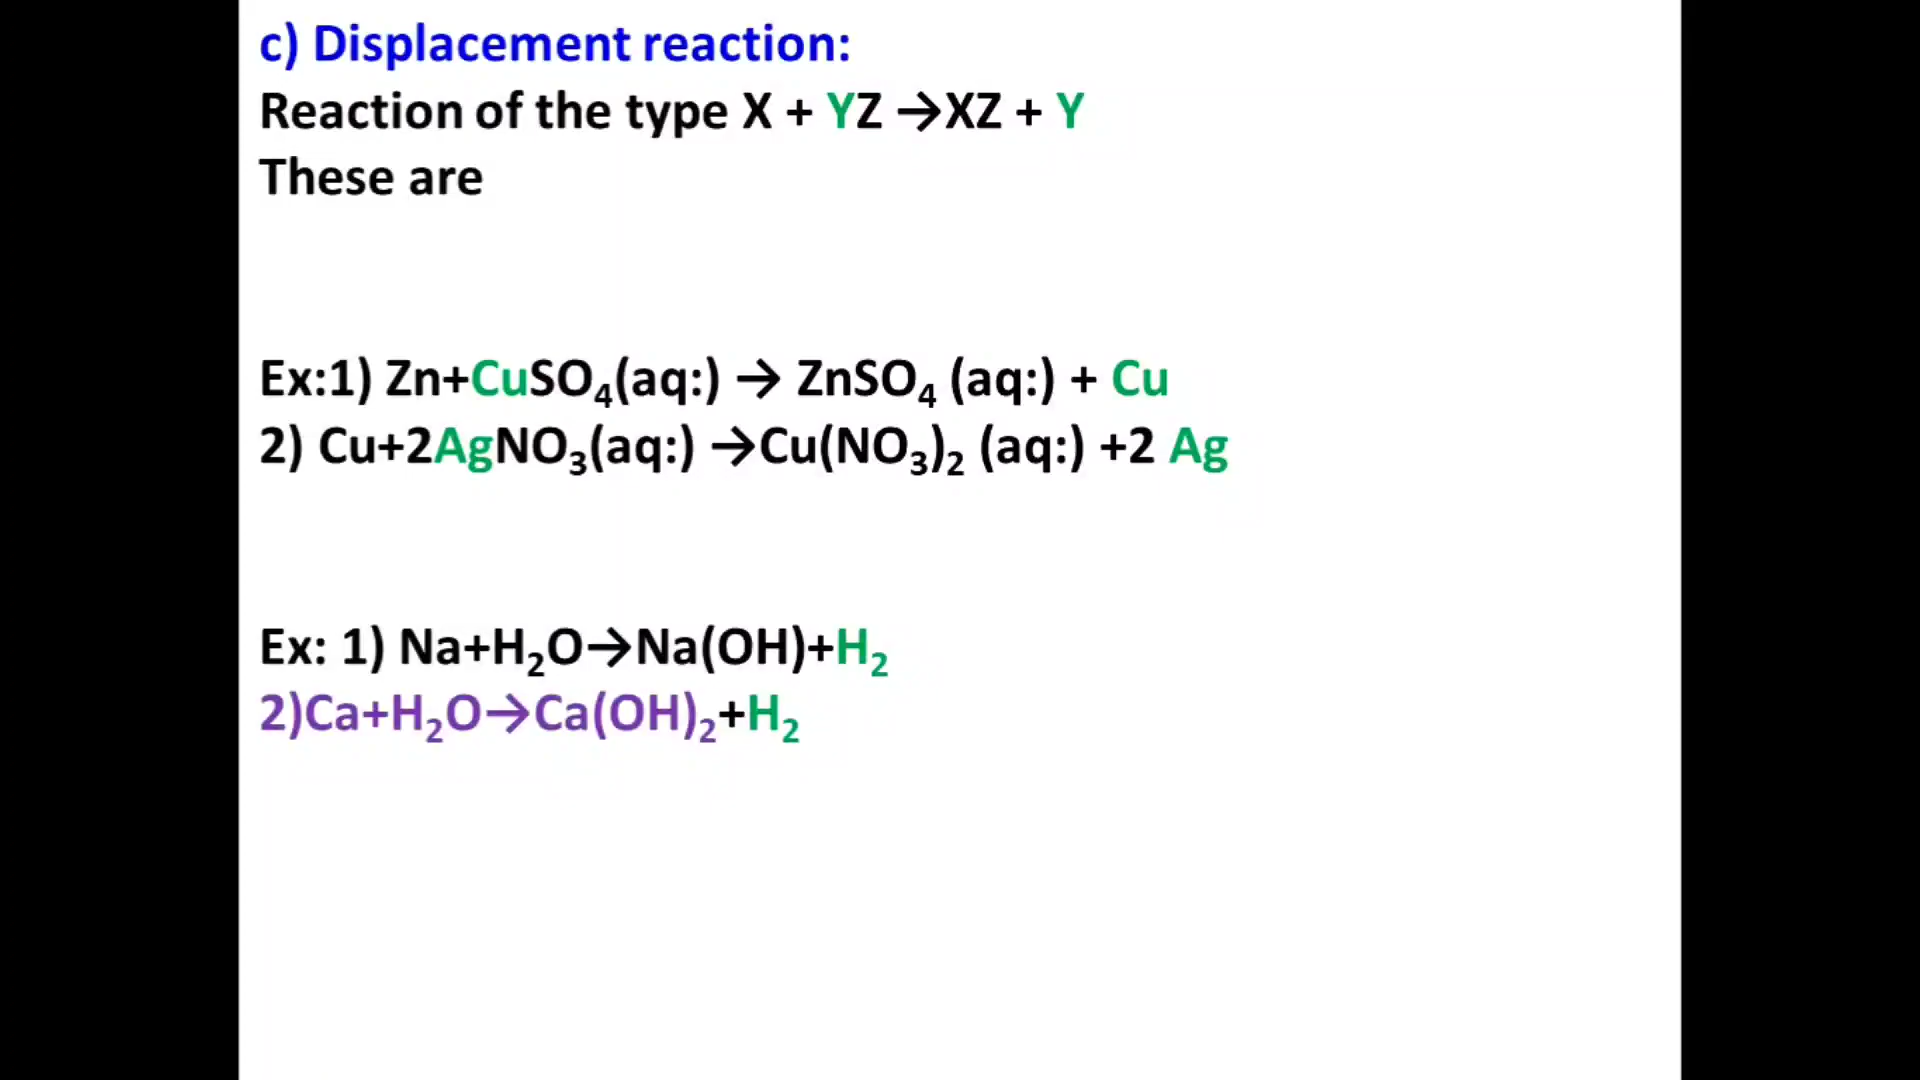 c) Displacement reaction:
Reaction of the type X + YZ →XZ + Y
These are
Ex:1) Zn+CuSO₄(aq:) → ZnSO₄ (aq:) + Cu
2) Cu+2AgNO₃(aq:) →Cu(NO₃)₂ (aq:) +2 Ag
Ex: 1) Na+H₂O→Na(OH)+H₂
2)Ca+H₂O→Ca(OH)₂+H₂